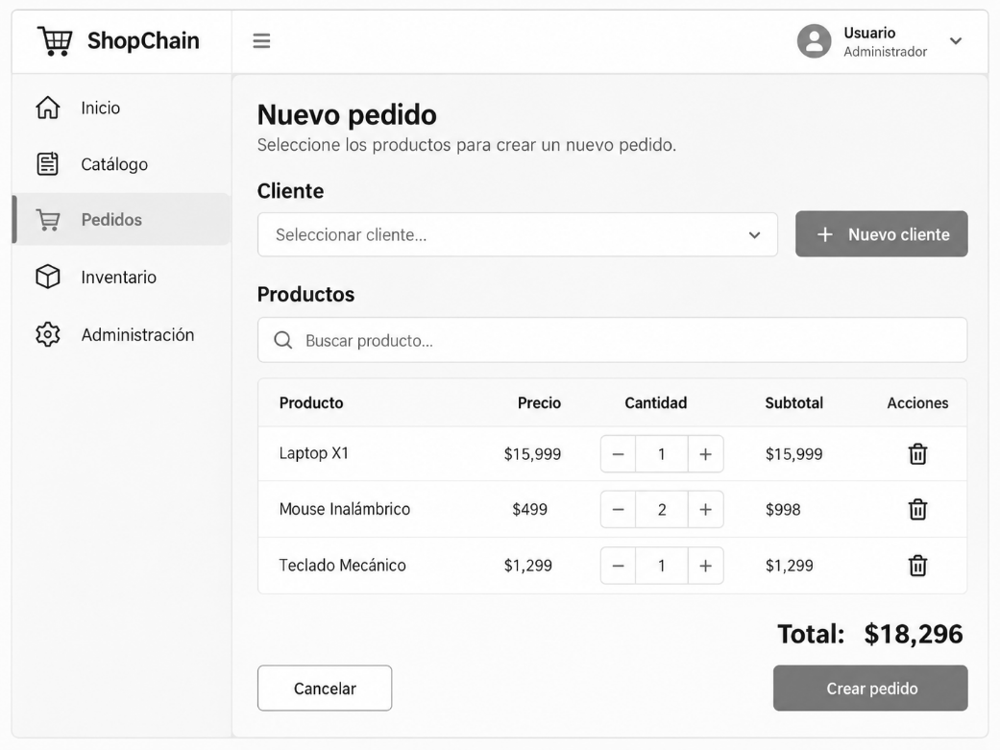 ShopChain
Usuario
Administrador
Inicio
Catálogo
Pedidos
Inventario
Administración
Nuevo pedido
Seleccione los productos para crear un nuevo pedido.
Cliente
Seleccionar cliente...
+ Nuevo cliente
Productos
Buscar producto...
Producto Precio Cantidad Subtotal Acciones
Laptop X1 $15,999 − 1 + $15,999
Mouse Inalámbrico $499 − 2 + $998
Teclado Mecánico $1,299 − 1 + $1,299
Total: $18,296
Cancelar Crear pedido